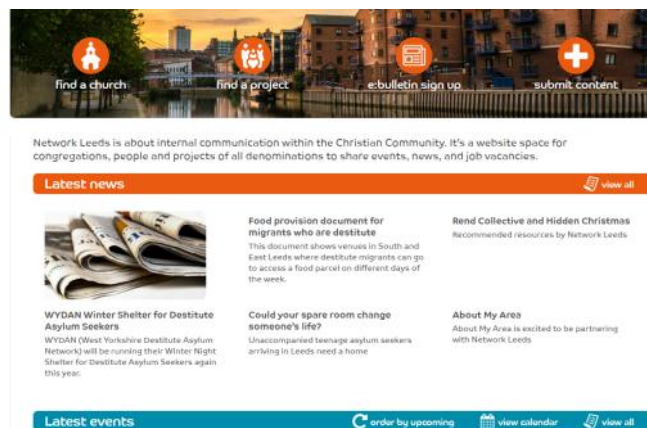 find a church
find a project
e:bulletin sign up
submit content
Network Leeds is about internal communication within the Christian Community. It's a website space for
congregations, people and projects of all denominations to share events, news, and job vacancies.
Latest news
view all
Food provision document for
migrants who are destitute
This document shows venues in South and
East Leeds where destitute migrants can go
to access a food parcel on different days of
the week.
Rend Collective and Hidden Christmas
Recommended resources by Network Leeds
WYDAN Winter Shelter for Destitute
Asylum Seekers
WYDAN (West Yorkshire Destitute Asylum
Network) will be running their Winter Night
Shelter for Destitute Asylum Seekers again
this year.
Could your spare room change
someone's life?
Unaccompanied teenage asylum seekers
arriving in Leeds need a home
About My Area
About My Area is excited to be partnering
with Network Leeds
Latest events
order by upcoming
view calendar
view all